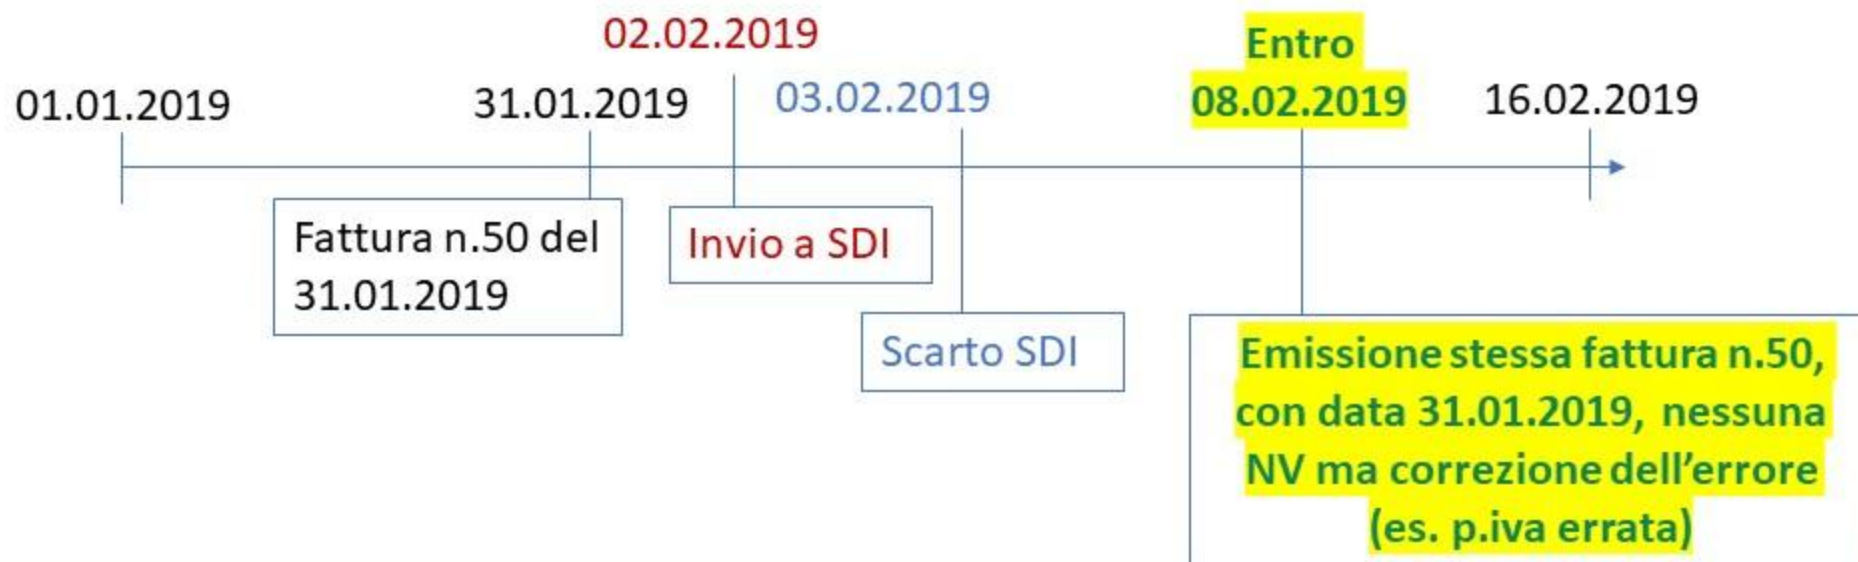 02.02.2019
Entro
08.02.2019
01.01.2019
31.01.2019
03.02.2019
16.02.2019
Fattura n.50 del
31.01.2019
Invio a SDI
Scarto SDI
Emissione stessa fattura n.50,
con data 31.01.2019, nessuna
NV ma correzione dell'errore
(es. p.iva errata)